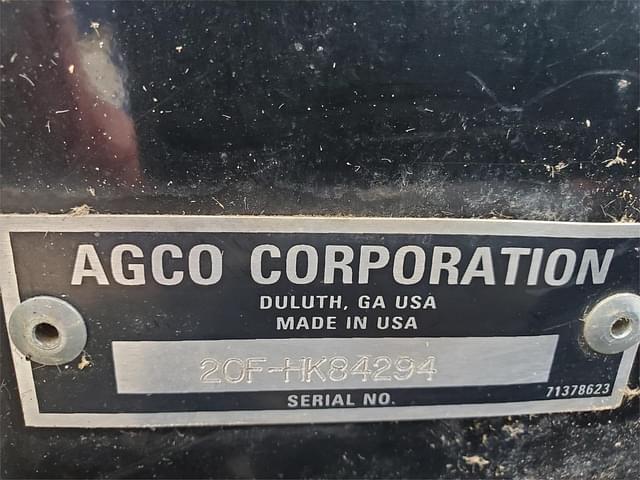 AGCO CORPORATION
DULUTH, GA USA
MADE IN USA
20F-HK84294
SERIAL NO.
71378623